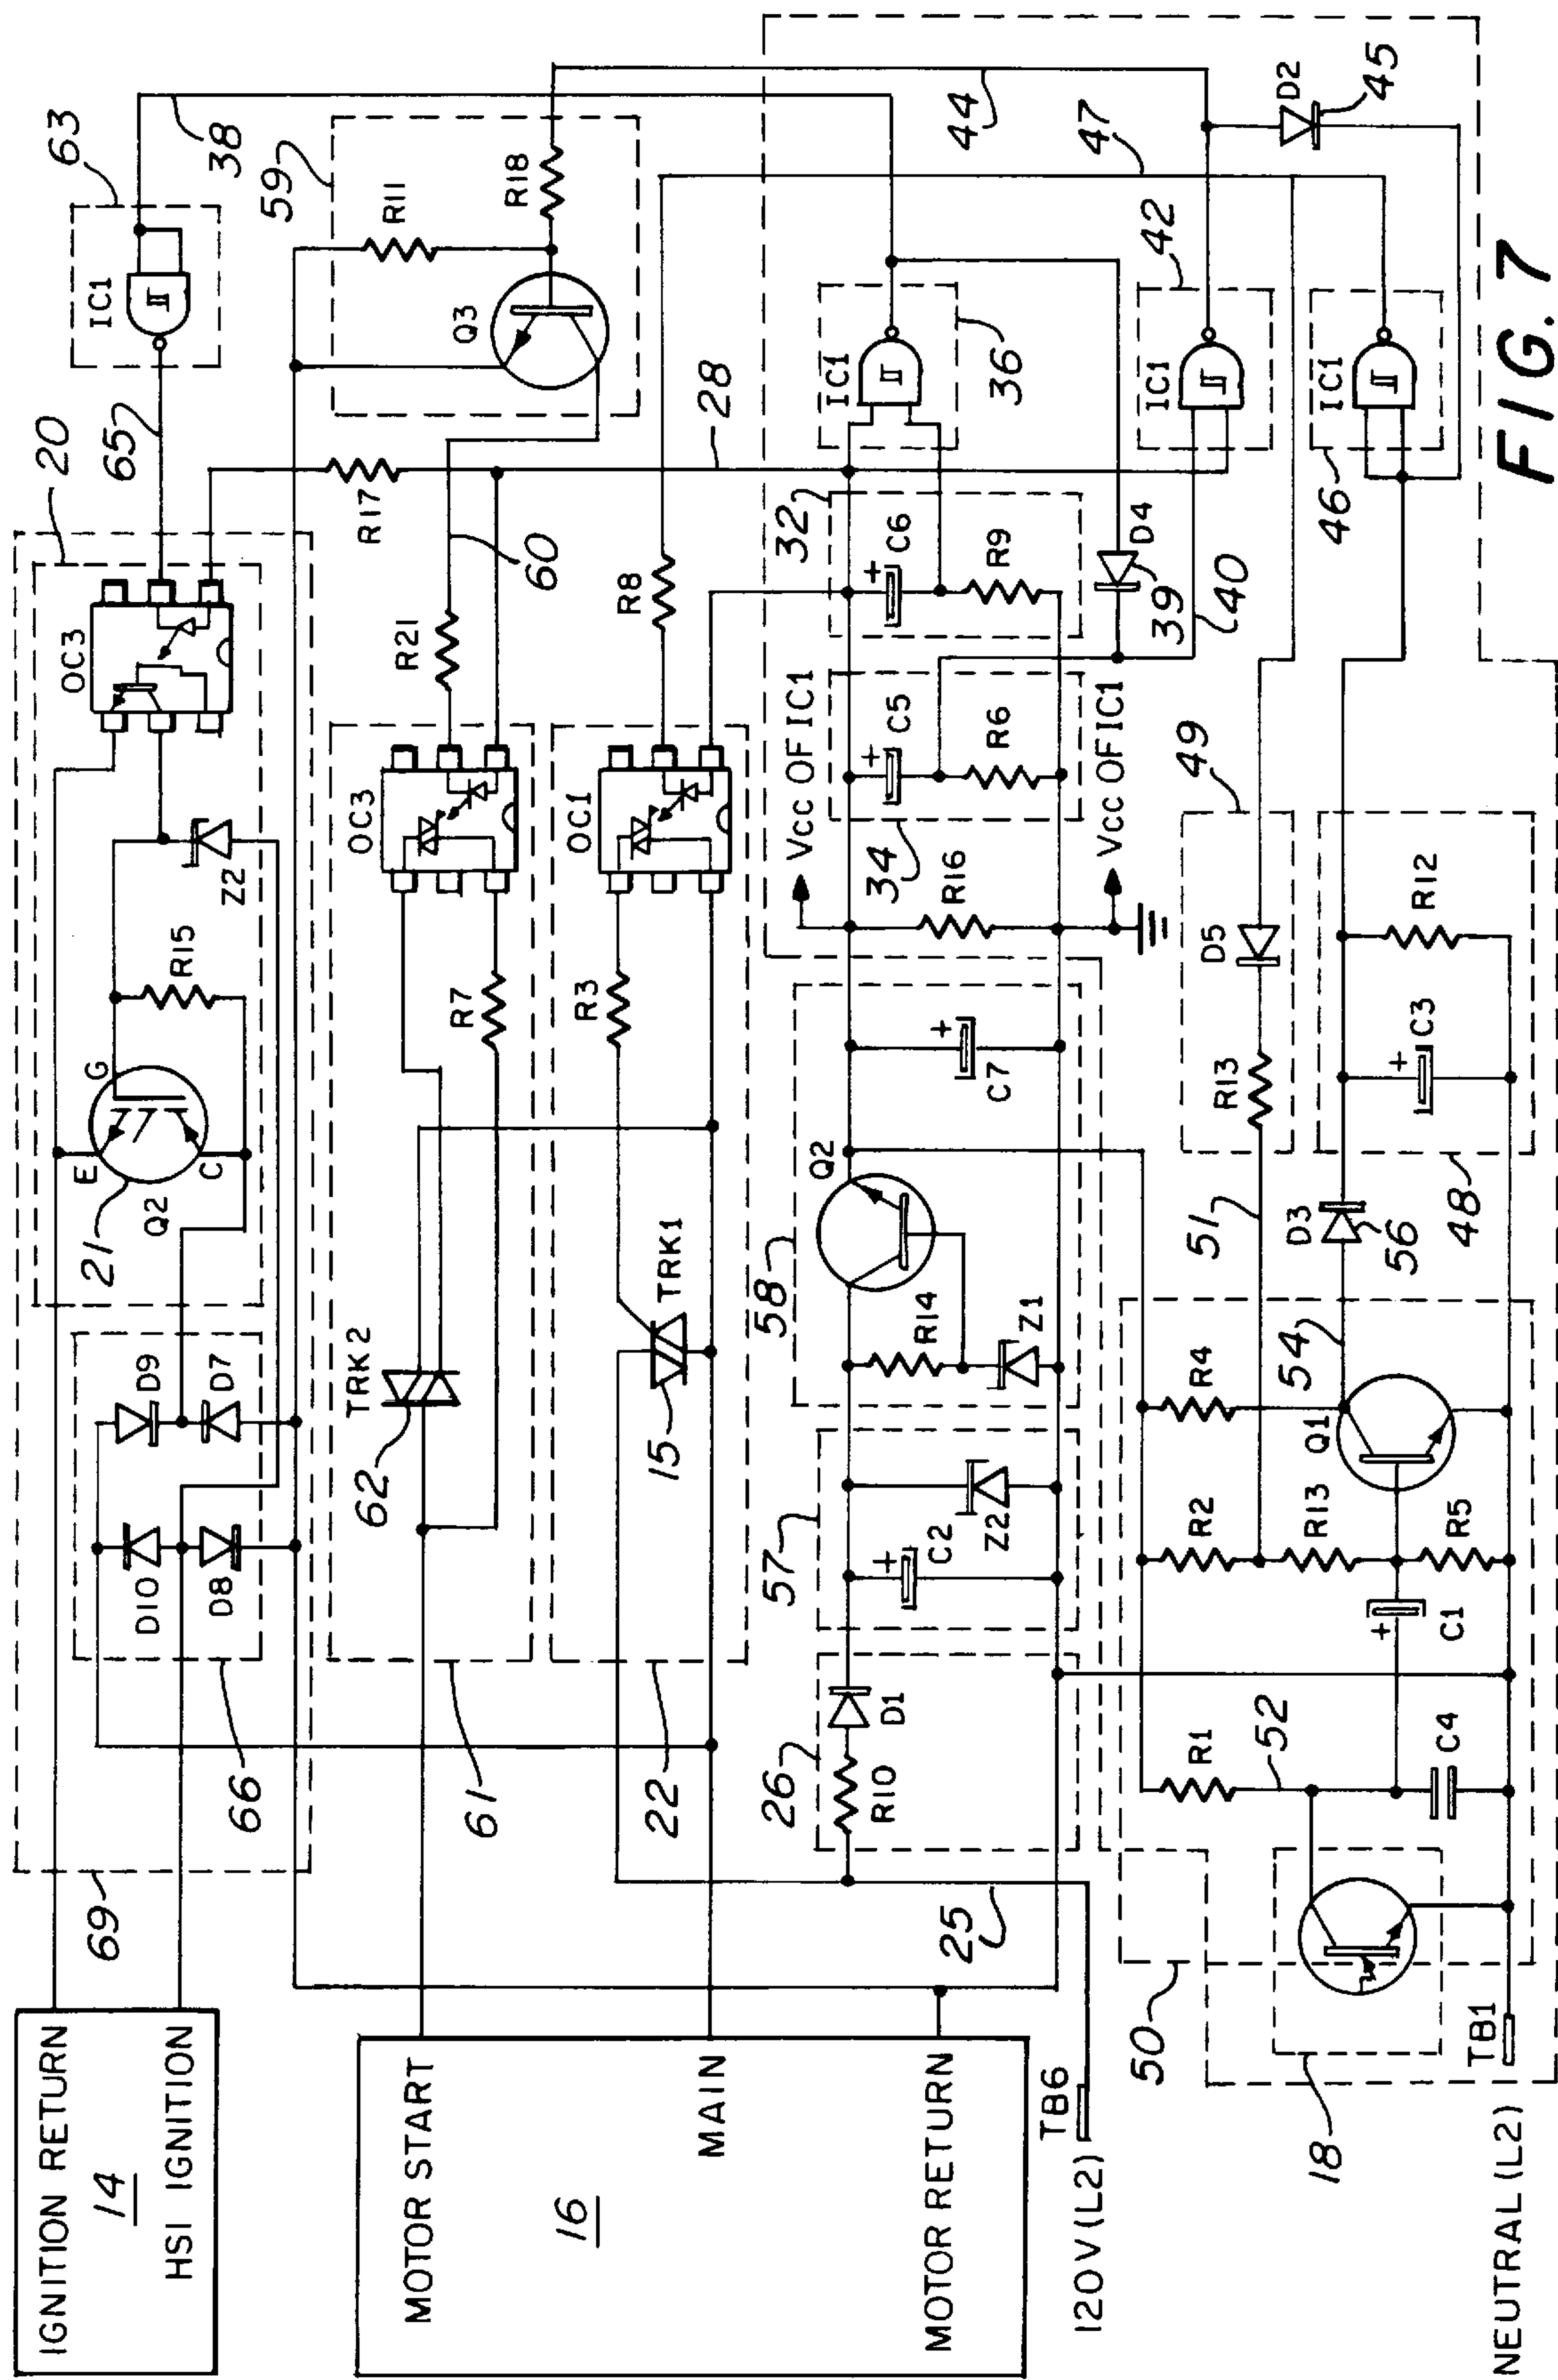 IGNITION RETURN
14
HSI IGNITION
MOTOR START
16
MAIN
MOTOR RETURN
TB6
120V(L2)
NEUTRAL(L2)
TB1
69
66
D10
D8
D9
D7
20
21
E
G
C
Q2
R15
Z2
OC3
65
IC1
63
38
61
62
TRK2
R7
OC3
R21
60
R17
Q3
R11
R18
59
22
15
TRK1
R3
OC1
R8
28
25
26
R10
D1
57
C2
Z2
58
R14
Z1
Q2
C7
R16
Vcc OF IC1
Vcc OF IC1
34
C5
R6
32
C6
R9
IC1
36
D4
39
40
44
47
50
18
R1
52
C4
C1
R2
R13
R5
R4
Q1
54
51
D3
56
R13
D5
49
C3
R12
48
IC1
42
IC1
46
D2
45
+
+
+
+
+
+
FIG. 7